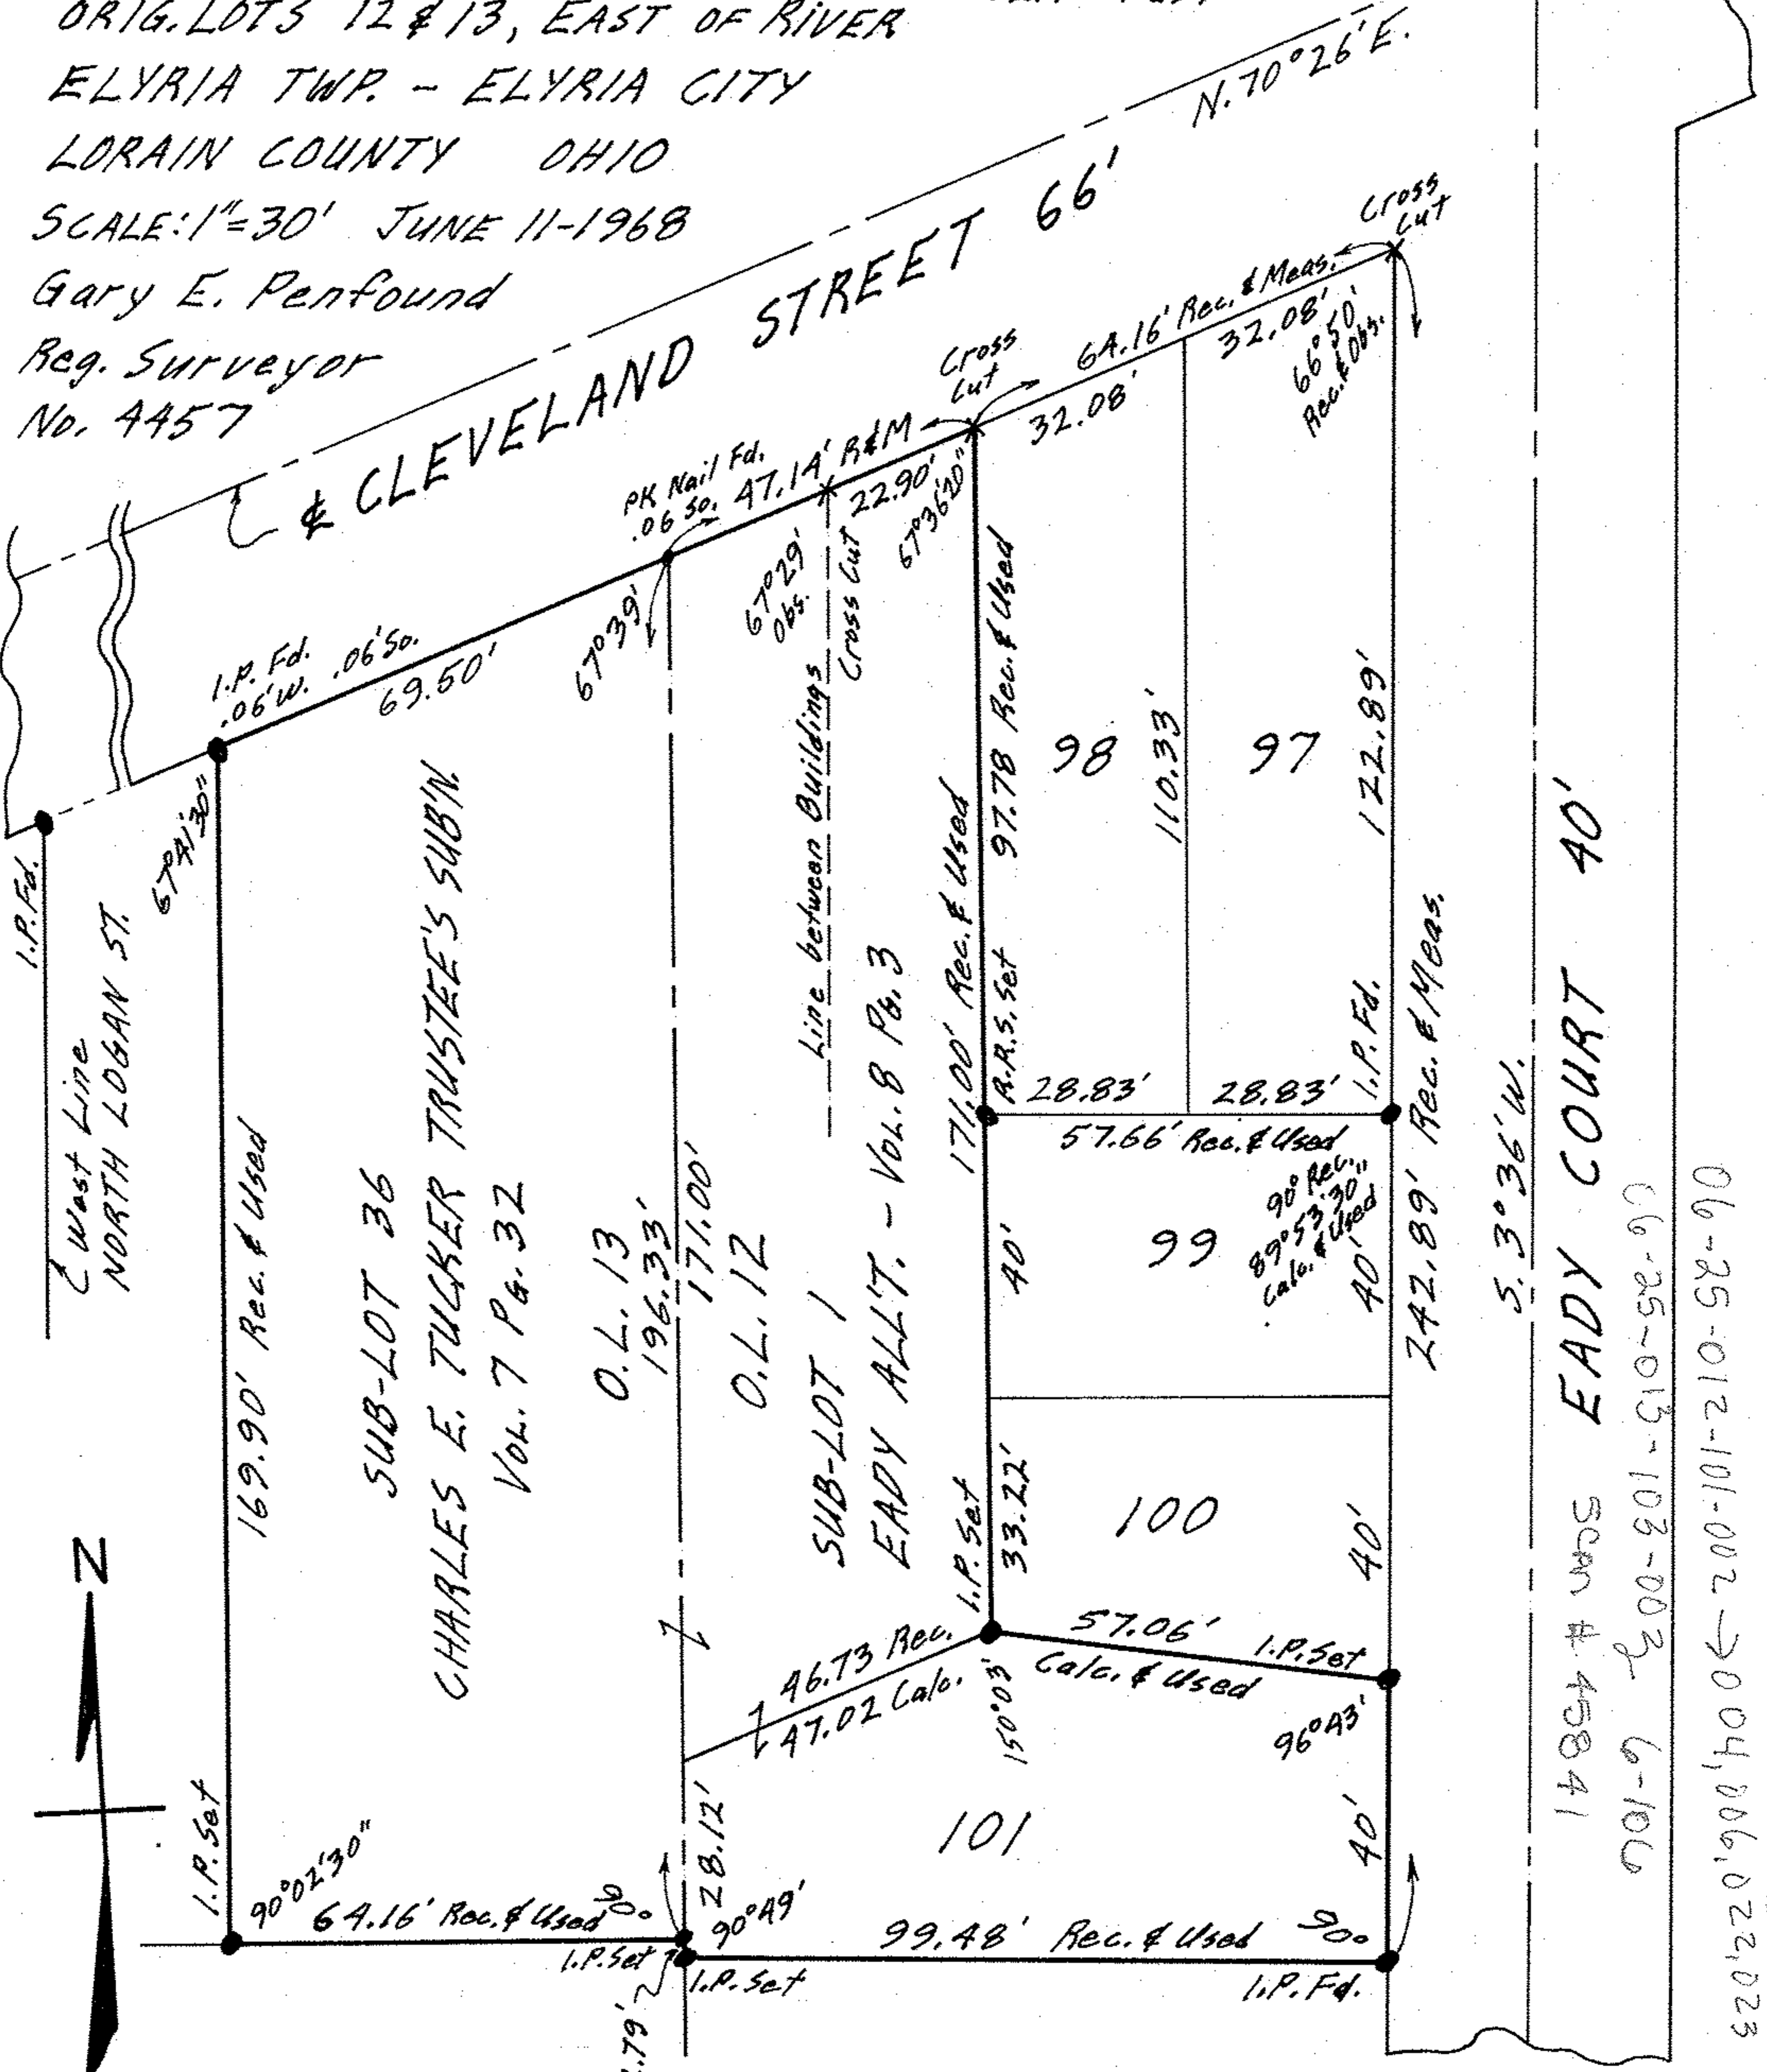 ORIG. LOTS 12 & 13, EAST OF RIVER
ELYRIA TWP. - ELYRIA CITY
LORAIN COUNTY OHIO
SCALE: 1"=30' JUNE 11-1968
Gary E. Penfound
Reg. Surveyor
No. 4457
N. 70°26'E.
℄ CLEVELAND STREET 66'
Cross
Cut
64.16' Rec. & Meas.
32.08'
32.08'
66°50'
Rec. & Obs.
Cross
Cut
PK Nail Fd.
.06 So.
47.14' R&M
22.90'
67°36'20"
67°29'
Obs.
Cross Cut
67°39'
I.P. Fd.
.06'W. .06'So.
69.50'
67°41'30"
I.P.Fd.
West Line
NORTH LOGAN ST.
169.90' Rec. & Used
SUB-LOT 36
CHARLES E. TUCKER TRUSTEE'S SUB'N.
VOL. 7 PG. 32
O.L. 13
196.33'
171.00'
O.L. 12
Line between Buildings
SUB-LOT 1
EADY ALL'T. - VOL. 8 PG. 3
171.00' Rec. & Used
97.78 Rec. & Used
R.R.S. Set
98
110.33'
97
122.89'
I.P. Fd.
28.83'
28.83'
57.66' Rec. & Used
90° Rec.
89°53'30"
Calc. & Used
40'
99
40'
242.89' Rec. & Meas.
S. 3°36'W.
EADY COURT 40'
I.P. Set
33.22'
100
40'
46.73 Rec.
47.02 Calc.
57.06'
Calc. & Used
I.P. Set
150°03'
96°43'
101
40'
28.12'
N
I.P. Set
90°02'30"
64.16' Rec. & Used
90°
90°49'
99.48' Rec. & Used
90°
I.P. Set
I.P. Set
I.P. Fd.
.79'
Scan # 45841
06-25-013-103-003
6-106
06-25-012-101-002 → 004,006,022,023